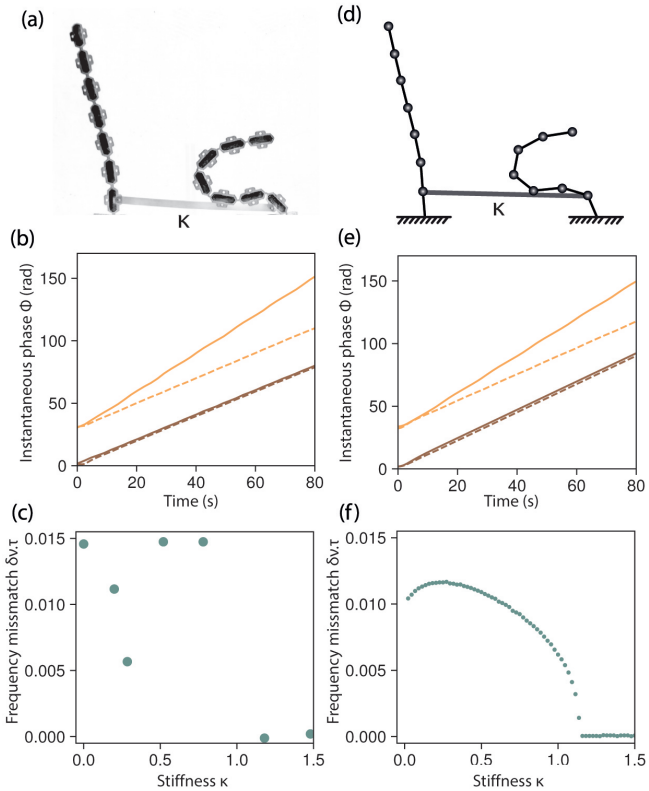 (a)
K
(d)
K
(b)
Instantaneous phase Φ (rad)
150
100
50
0
0 20 40 60 80
Time (s)
(e)
Instantaneous phase Φ (rad)
150
100
50
0
0 20 40 60 80
Time (s)
(c)
Frequency missmatch δν.τ
0.015
0.010
0.005
0.000
0.0 0.5 1.0 1.5
Stiffness κ
(f)
Frequency missmatch δν.τ
0.015
0.010
0.005
0.000
0.0 0.5 1.0 1.5
Stiffness κ